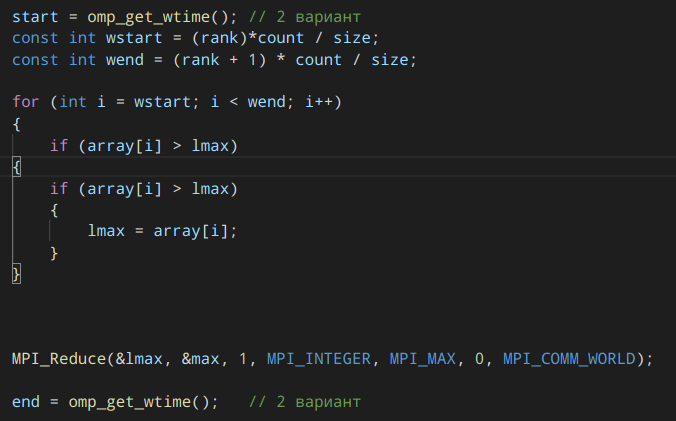 start = omp_get_wtime(); // 2 вариант
const int wstart = (rank)*count / size;
const int wend = (rank + 1) * count / size;
for (int i = wstart; i < wend; i++)
{
if (array[i] > lmax)
{
if (array[i] > lmax)
{
lmax = array[i];
}
}
MPI_Reduce(&lmax, &max, 1, MPI_INTEGER, MPI_MAX, 0, MPI_COMM_WORLD);
end = omp_get_wtime(); // 2 вариант